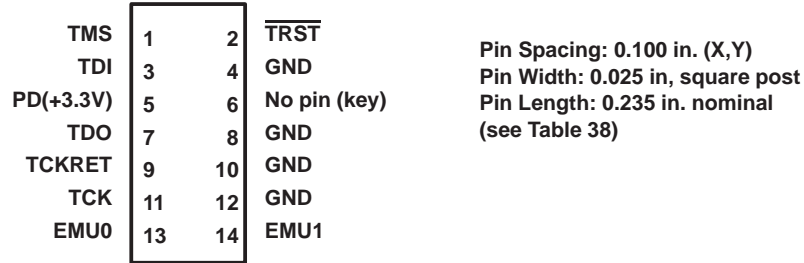 TMS 1 2 TRST
TDI 3 4 GND
PD(+3.3V) 5 6 No pin (key)
TDO 7 8 GND
TCKRET 9 10 GND
TCK 11 12 GND
EMU0 13 14 EMU1
Pin Spacing: 0.100 in. (X,Y)
Pin Width: 0.025 in, square post
Pin Length: 0.235 in. nominal
(see Table 38)